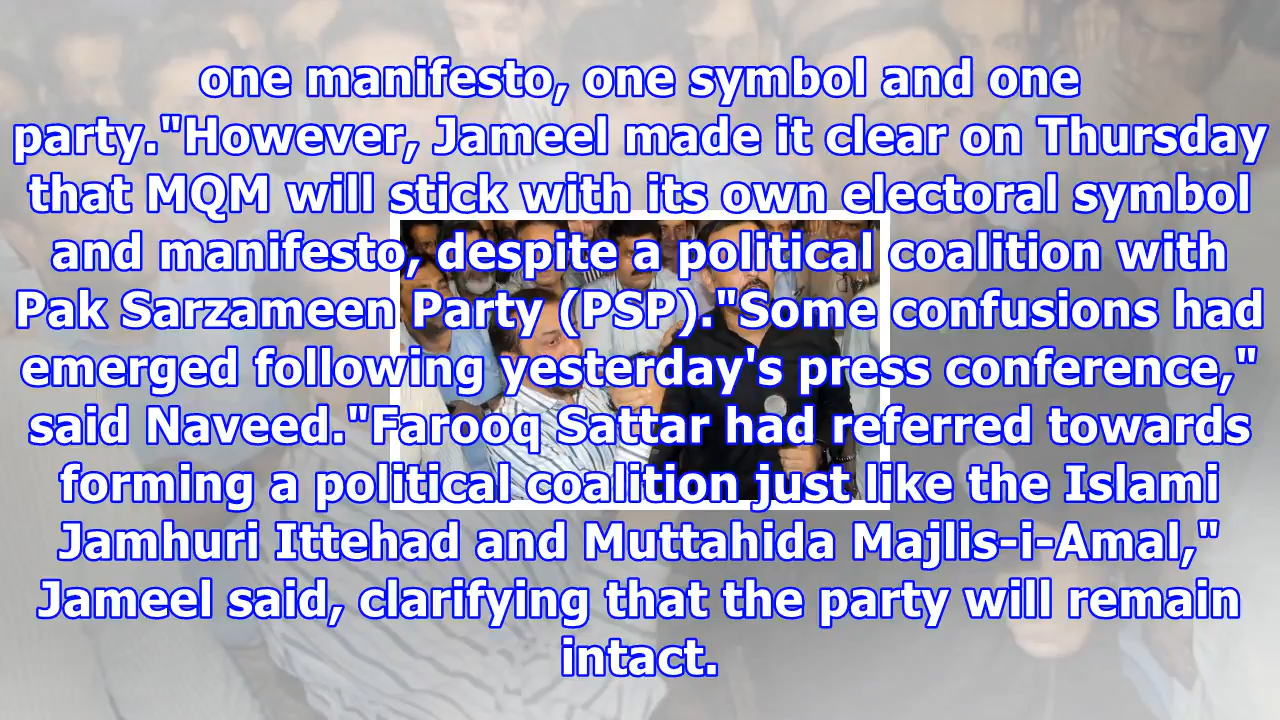 one manifesto, one symbol and one
party."However, Jameel made it clear on Thursday
that MQM will stick with its own electoral symbol
and manifesto, despite a political coalition with
Pak Sarzameen Party (PSP)."Some confusions had
emerged following yesterday's press conference,"
said Naveed."Farooq Sattar had referred towards
forming a political coalition just like the Islami
Jamhuri Ittehad and Muttahida Majlis-i-Amal,"
Jameel said, clarifying that the party will remain
intact.